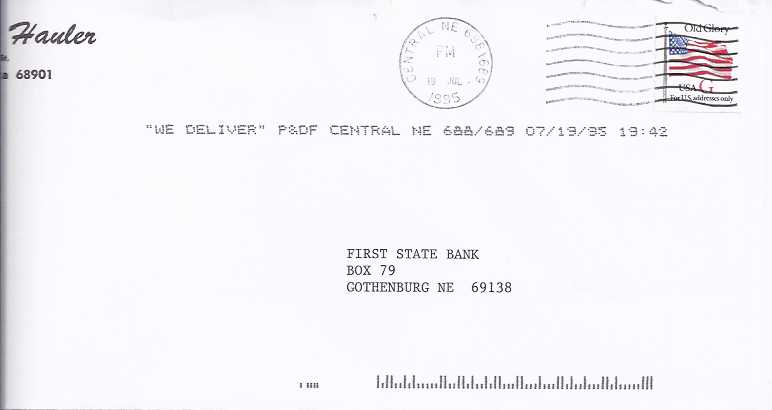 Hauler
68901
CENTRAL NE 688&689
PM
19 JUL
1995
Old Glory
USA G
For U.S. addresses only
"WE DELIVER" P&DF CENTRAL NE 688/689 07/19/95 19:42
FIRST STATE BANK
BOX 79
GOTHENBURG NE 69138